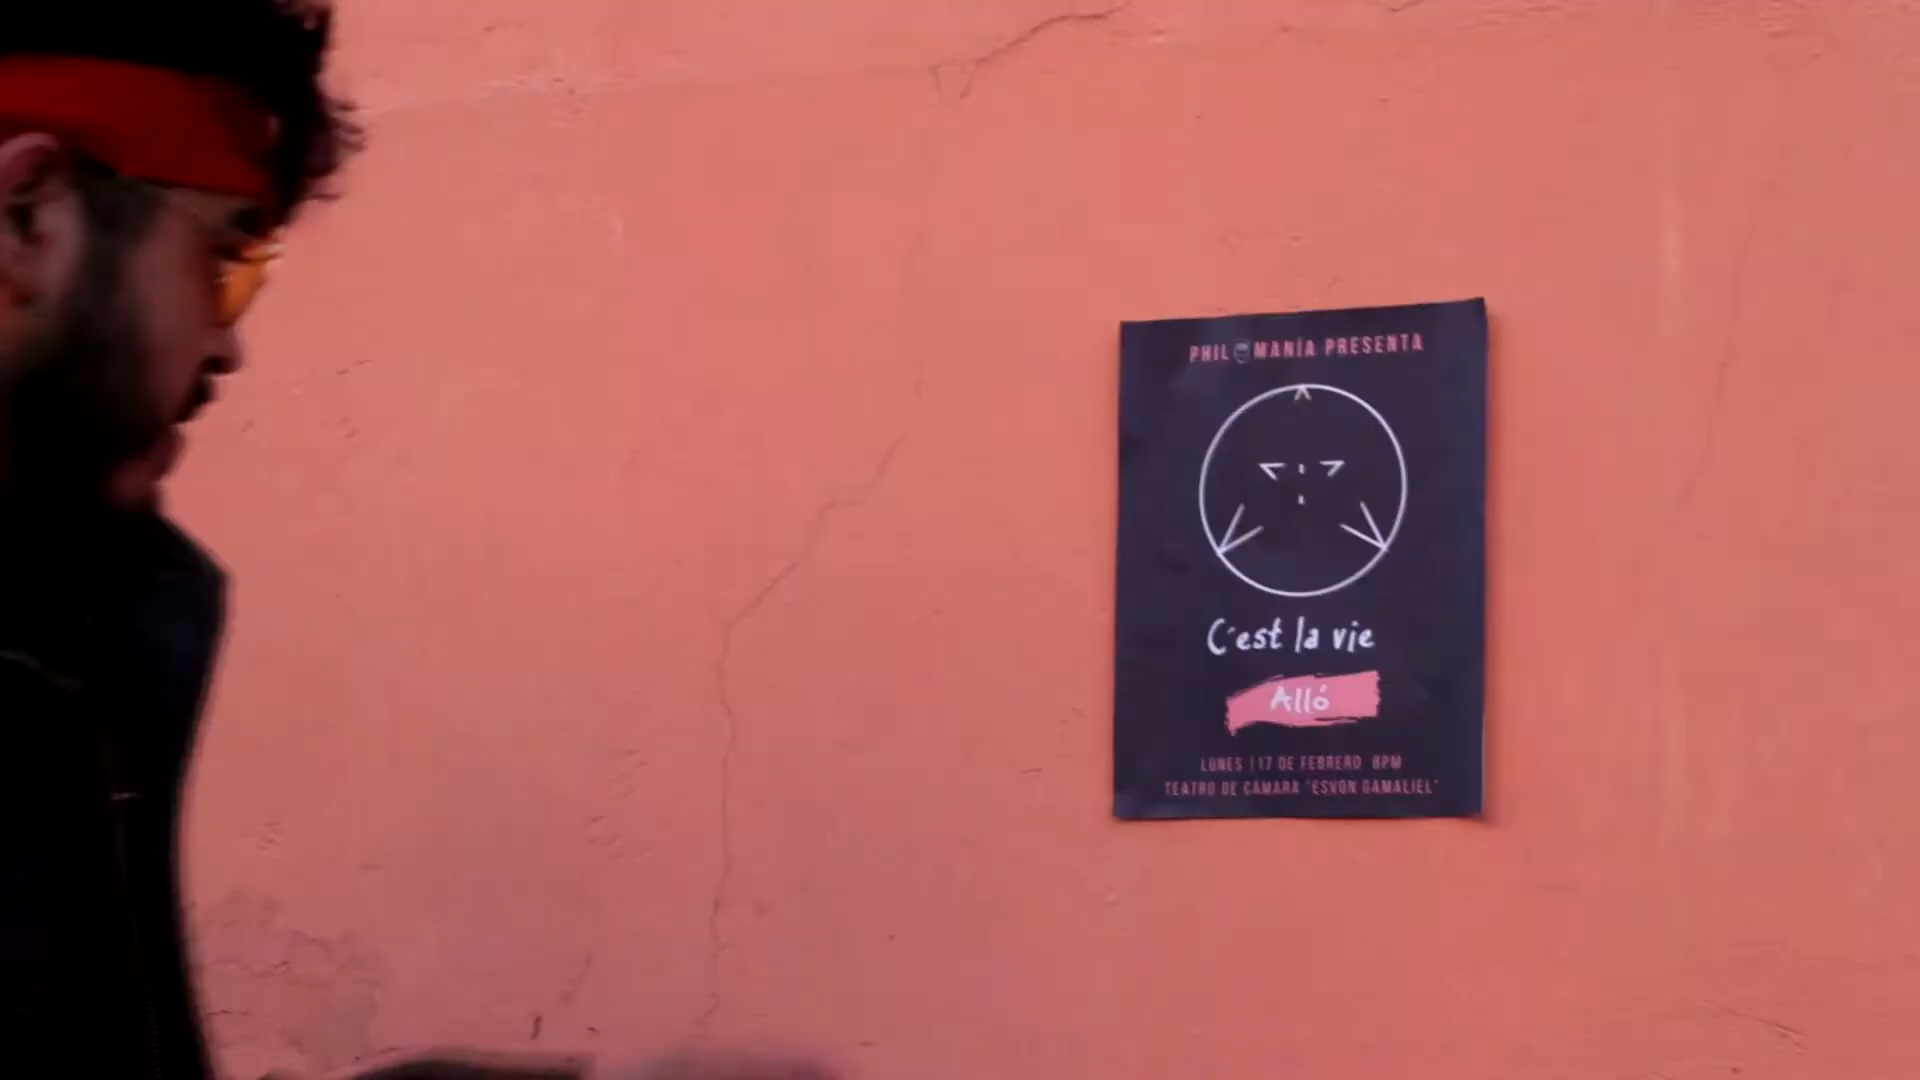 PHILOMANÍA PRESENTA
C'est la vie
Alló
LUNES | 17 DE FEBRERO 8PM
TEATRO DE CÁMARA "ESVON GAMALIEL"